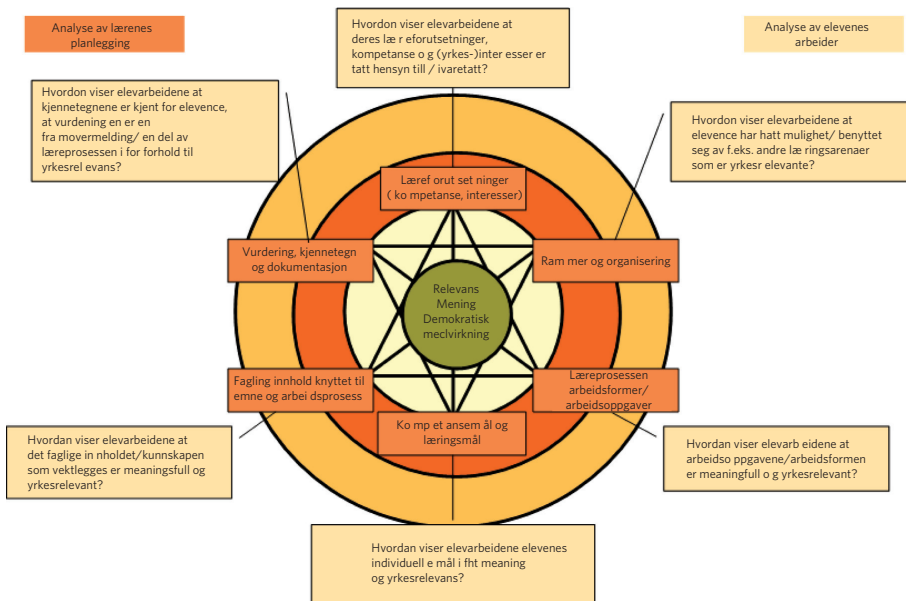 Analyse av lærenes
planlegging
Hvordon viser elevarbeidene at
deres læ r eforutsetninger,
kompetanse o g (yrkes-)inter esser er
tatt hensyn till / ivaretatt?
Analyse av elevenes
arbeider
Hvordon viser elevarbeidene at
kjennetegnene er kjent for elevence,
at vurdening en er en
fra movermelding/ en del av
læreprosessen i for forhold til
yrkesrel evans?
Hvordon viser elevarbeidene at
elevence har hatt mulighet/ benyttet
seg av f.eks. andre læ ringsarenaer
som er yrkesr elevante?
Læref orut set ninger
( ko mpetanse, interesser)
Vurdering, kjennetegn
og dokumentasjon
Ram mer og organisering
Relevans
Mening
Demokratisk
meclvirkning
Fagling innhold knyttet til
emne og arbei dsprosess
Læreprosessen
arbeidsformer/
arbeidsoppgaver
Ko mp et ansem ål og
læringsmål
Hvordan viser elevarbeidene at
det faglige in nholdet/kunnskapen
som vektlegges er meaningsfull og
yrkesrelevant?
Hvordan viser elevarb eidene at
arbeidso ppgavene/arbeidsformen
er meaningfull o g yrkesrelevant?
Hvordan viser elevarbeidene elevenes
individuell e mål i fht meaning
og yrkesrelevans?